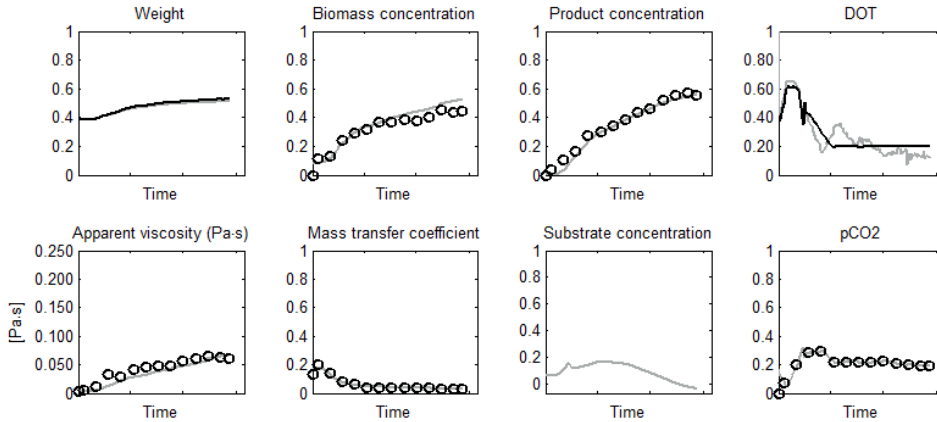 Weight
Biomass concentration
Product concentration
DOT
1
0.8
0.6
0.4
0.2
0
Time
1
0.8
0.6
0.4
0.2
0
Time
1
0.8
0.6
0.4
0.2
0
Time
1
0.8
0.6
0.4
0.20
0
Time
Apparent viscosity (Pa·s)
Mass transfer coefficient
Substrate concentration
pCO2
[Pa.s]
0.250
0.200
0.150
0.100
0.050
0
Time
1
0.8
0.6
0.4
0.2
0
Time
1
0.8
0.6
0.4
0.2
0
Time
1
0.8
0.6
0.4
0.2
0
Time